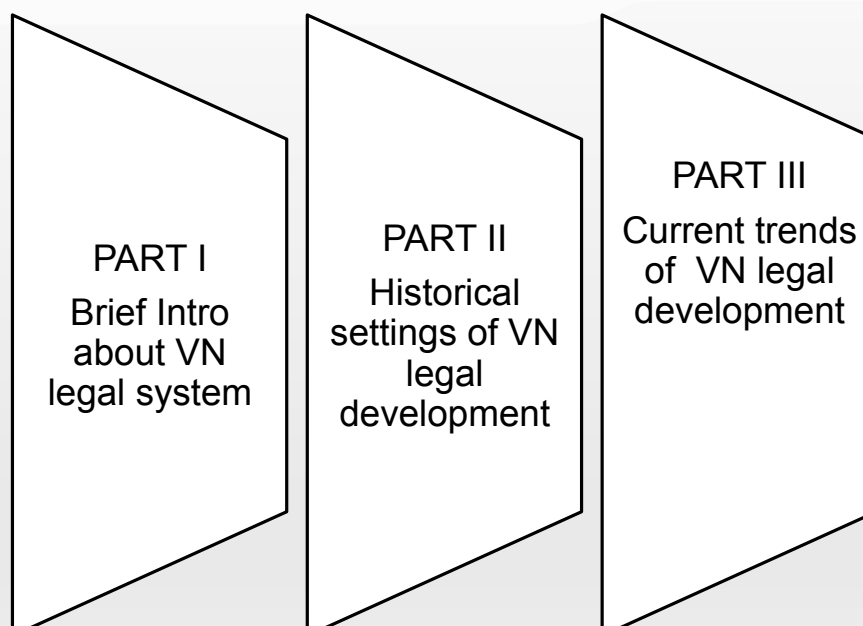 PART I
Brief Intro
about VN
legal system
PART II
Historical
settings of VN
legal
development
PART III
Current trends
of VN legal
development